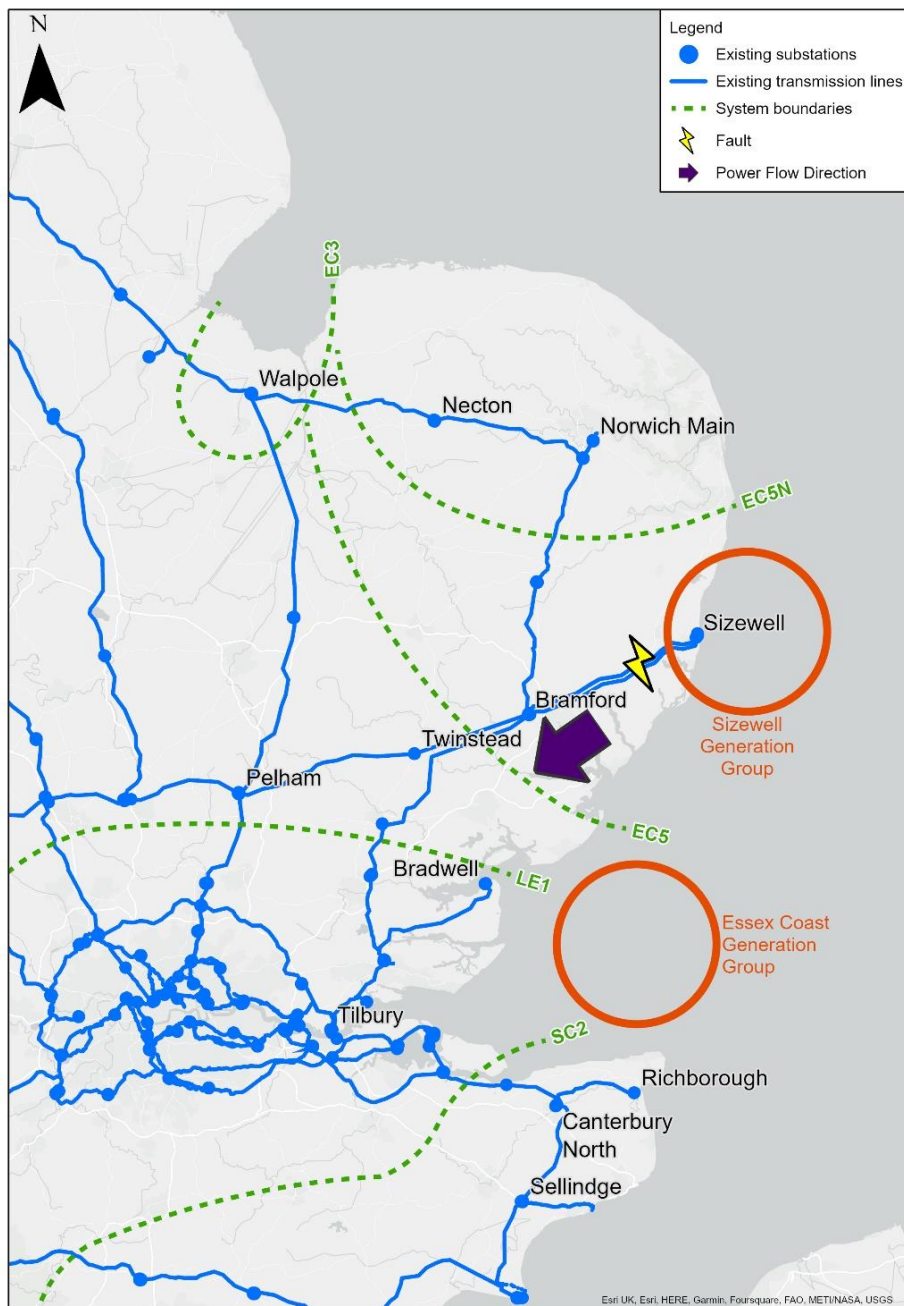 N
Legend
Existing substations
Existing transmission lines
System boundaries
Fault
Power Flow Direction
EC3
Walpole
Necton
Norwich Main
EC5N
Sizewell
Bramford
Sizewell
Generation
Group
Twinstead
Pelham
EC5
Bradwell
LE1
Essex Coast
Generation
Group
Tilbury
SC2
Richborough
Canterbury
North
Sellindge
Esri UK, Esri, HERE, Garmin, Foursquare, FAO, METI/NASA, USGS